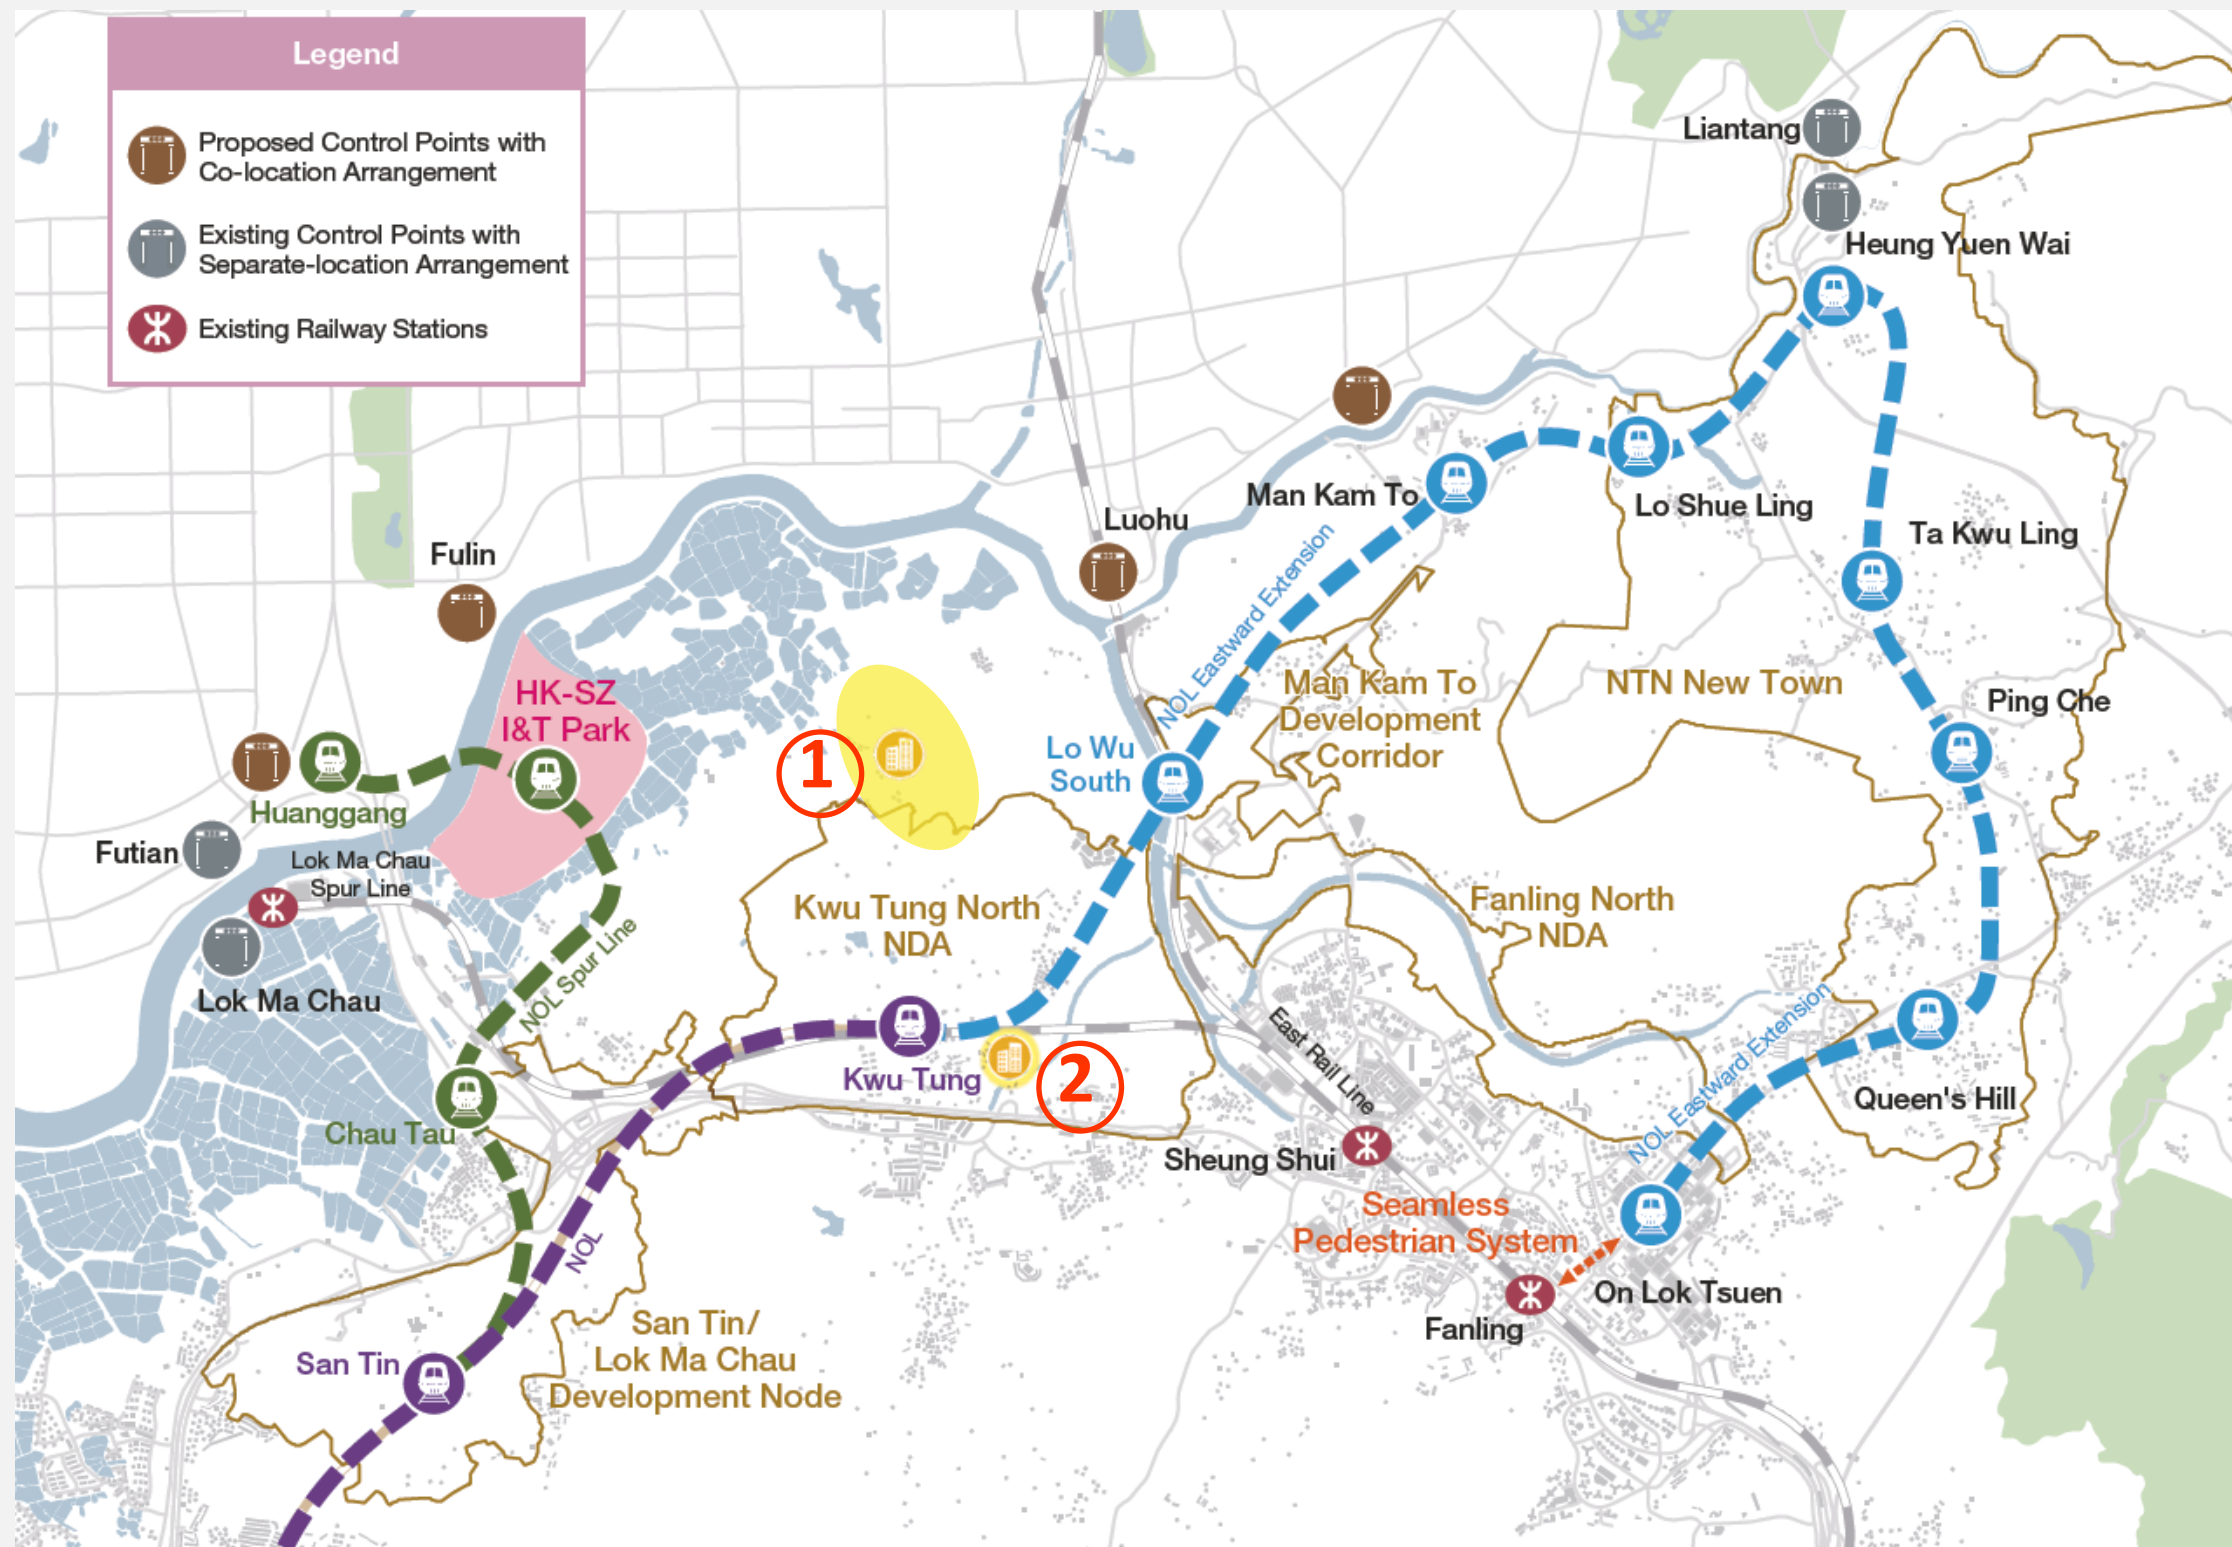 Legend
Proposed Control Points with
Co-location Arrangement
Existing Control Points with
Separate-location Arrangement
Existing Railway Stations
Liantang
Heung Yuen Wai
Man Kam To
Lo Shue Ling
Luohu
Ta Kwu Ling
Fulin
NOL Eastward Extension
HK-SZ
I&T Park
Man Kam To
Development
Corridor
NTN New Town
Ping Che
1
Lo Wu
South
Huanggang
Futian
Lok Ma Chau
Spur Line
Kwu Tung North
NDA
Fanling North
NDA
NOL Spur Line
Lok Ma Chau
East Rail Line
NOL Eastward Extension
Kwu Tung
2
Queen's Hill
Chau Tau
Sheung Shui
Seamless
Pedestrian System
NOL
On Lok Tsuen
Fanling
San Tin/
Lok Ma Chau
Development Node
San Tin